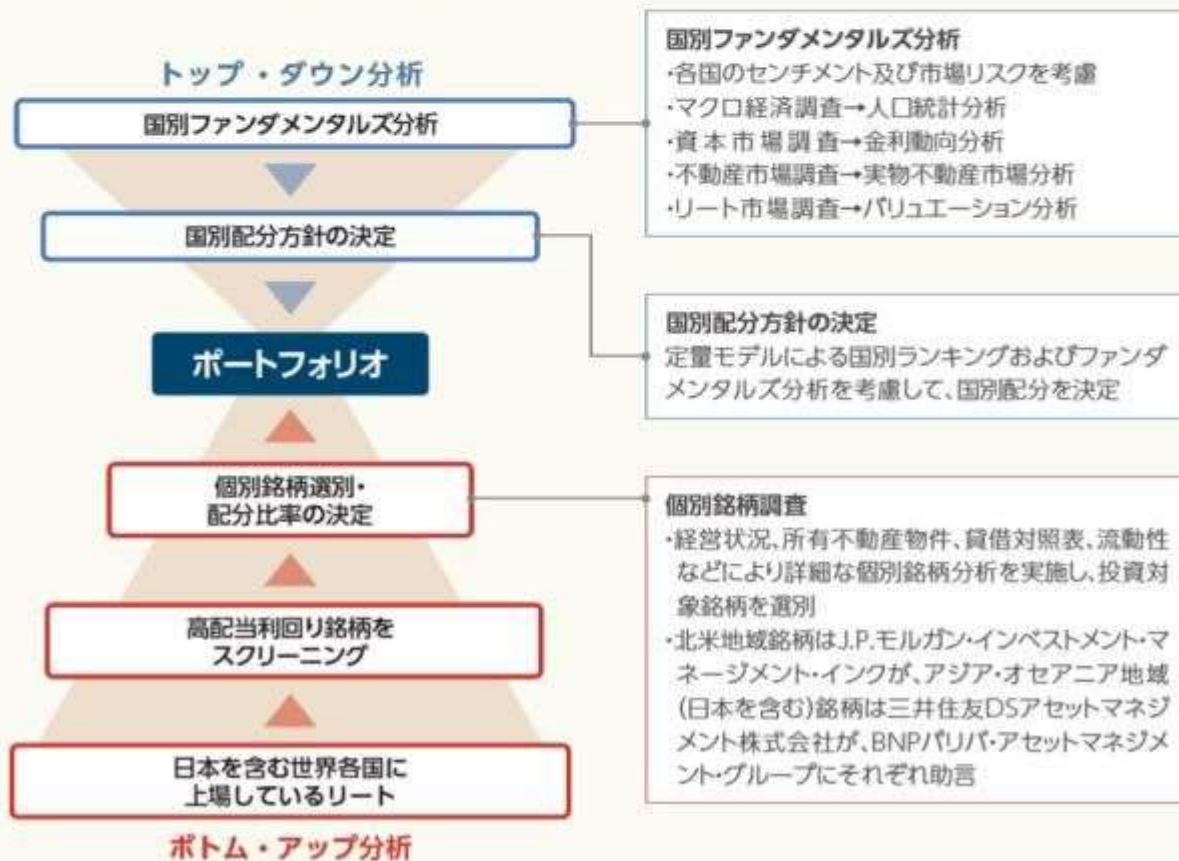 トップ・ダウン分析
国別ファンダメンタルズ分析
国別配分方針の決定
ポートフォリオ
個別銘柄選別・
配分比率の決定
高配当利回り銘柄を
スクリーニング
日本を含む世界各国に
上場しているリート
ボトム・アップ分析
国別ファンダメンタルズ分析
・各国のセンチメント及び市場リスクを考慮
・マクロ経済調査→人口統計分析
・資本市場調査→金利動向分析
・不動産市場調査→実物不動産市場分析
・リート市場調査→バリュエーション分析
国別配分方針の決定
定量モデルによる国別ランキングおよびファンダ
メンタルズ分析を考慮して、国別配分を決定
個別銘柄調査
・経営状況、所有不動産物件、貸借対照表、流動性
などにより詳細な個別銘柄分析を実施し、投資対
象銘柄を選別
・北米地域銘柄はJ.P.モルガン・インベストメント・マ
ネージメント・インクが、アジア・オセアニア地域
(日本を含む)銘柄は三井住友DSアセットマネジ
メント株式会社が、BNPパリバ・アセットマネジメ
ント・グループにそれぞれ助言